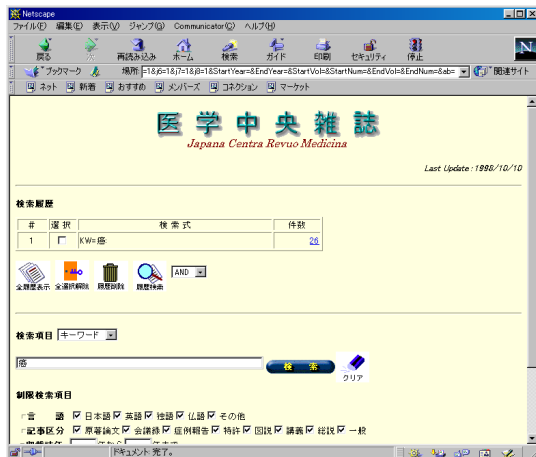 Netscape
ファイル(F) 編集(E) 表示(V) ジャンプ(G) Communicator(C) ヘルプ(H)
戻る 次 再読み込み ホーム 検索 ガイド 印刷 セキュリティ 停止
ブックマーク 場所: =1&j6=1&j7=1&j8=1&StartYear=&EndYear=&StartVol=&StartNum=&EndVol=&EndNum=&ab= 関連サイト
ネット 新着 おすすめ メンバーズ コネクション マーケット
医学中央雑誌
Japana Centra Revuo Medicina
Last Update : 1998/10/10
検索履歴
# 選択 検索式 件数
1 KW=癌 26
全履歴表示 全選択解除 履歴削除 履歴検索 AND
検索項目 キーワード
癌 検索 クリア
制限検索項目
言 語 日本語 英語 独語 仏語 その他
記事区分 原著論文 会議録 症例報告 特許 図説 講義 総説 一般
ドキュメント: 完了。